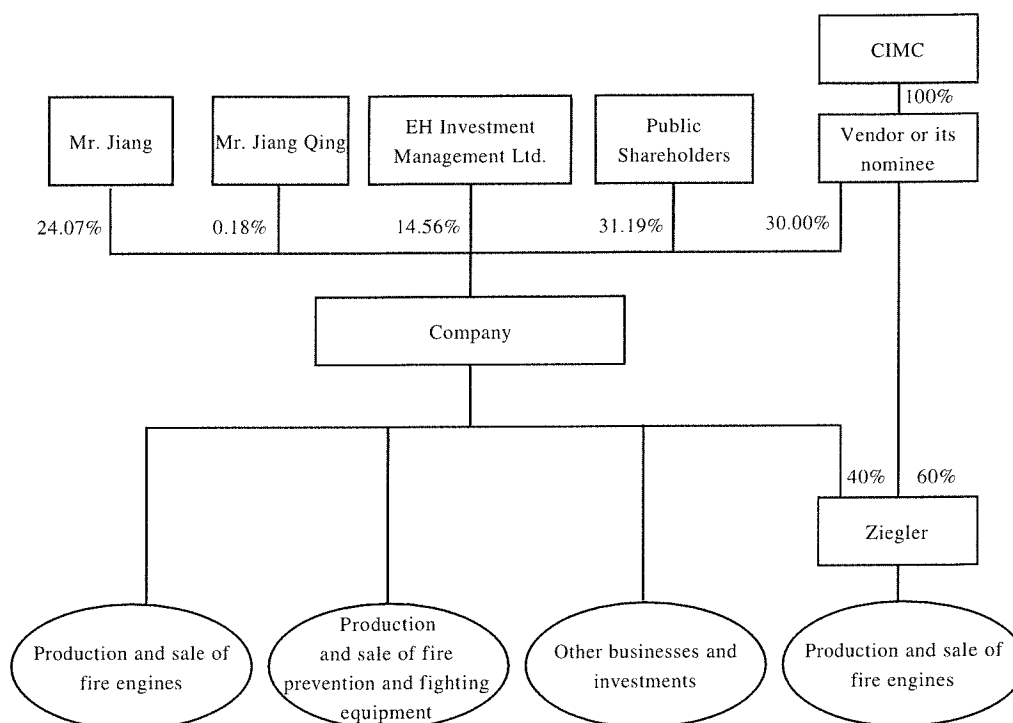 CIMC
100%
Mr. Jiang
Mr. Jiang Qing
EH Investment
Management Ltd.
Public
Shareholders
Vendor or its
nominee
24.07%
0.18%
14.56%
31.19%
30.00%
Company
40%
60%
Ziegler
Production and sale of
fire engines
Production
and sale of fire
prevention and fighting
equipment
Other businesses and
investments
Production and sale of
fire engines